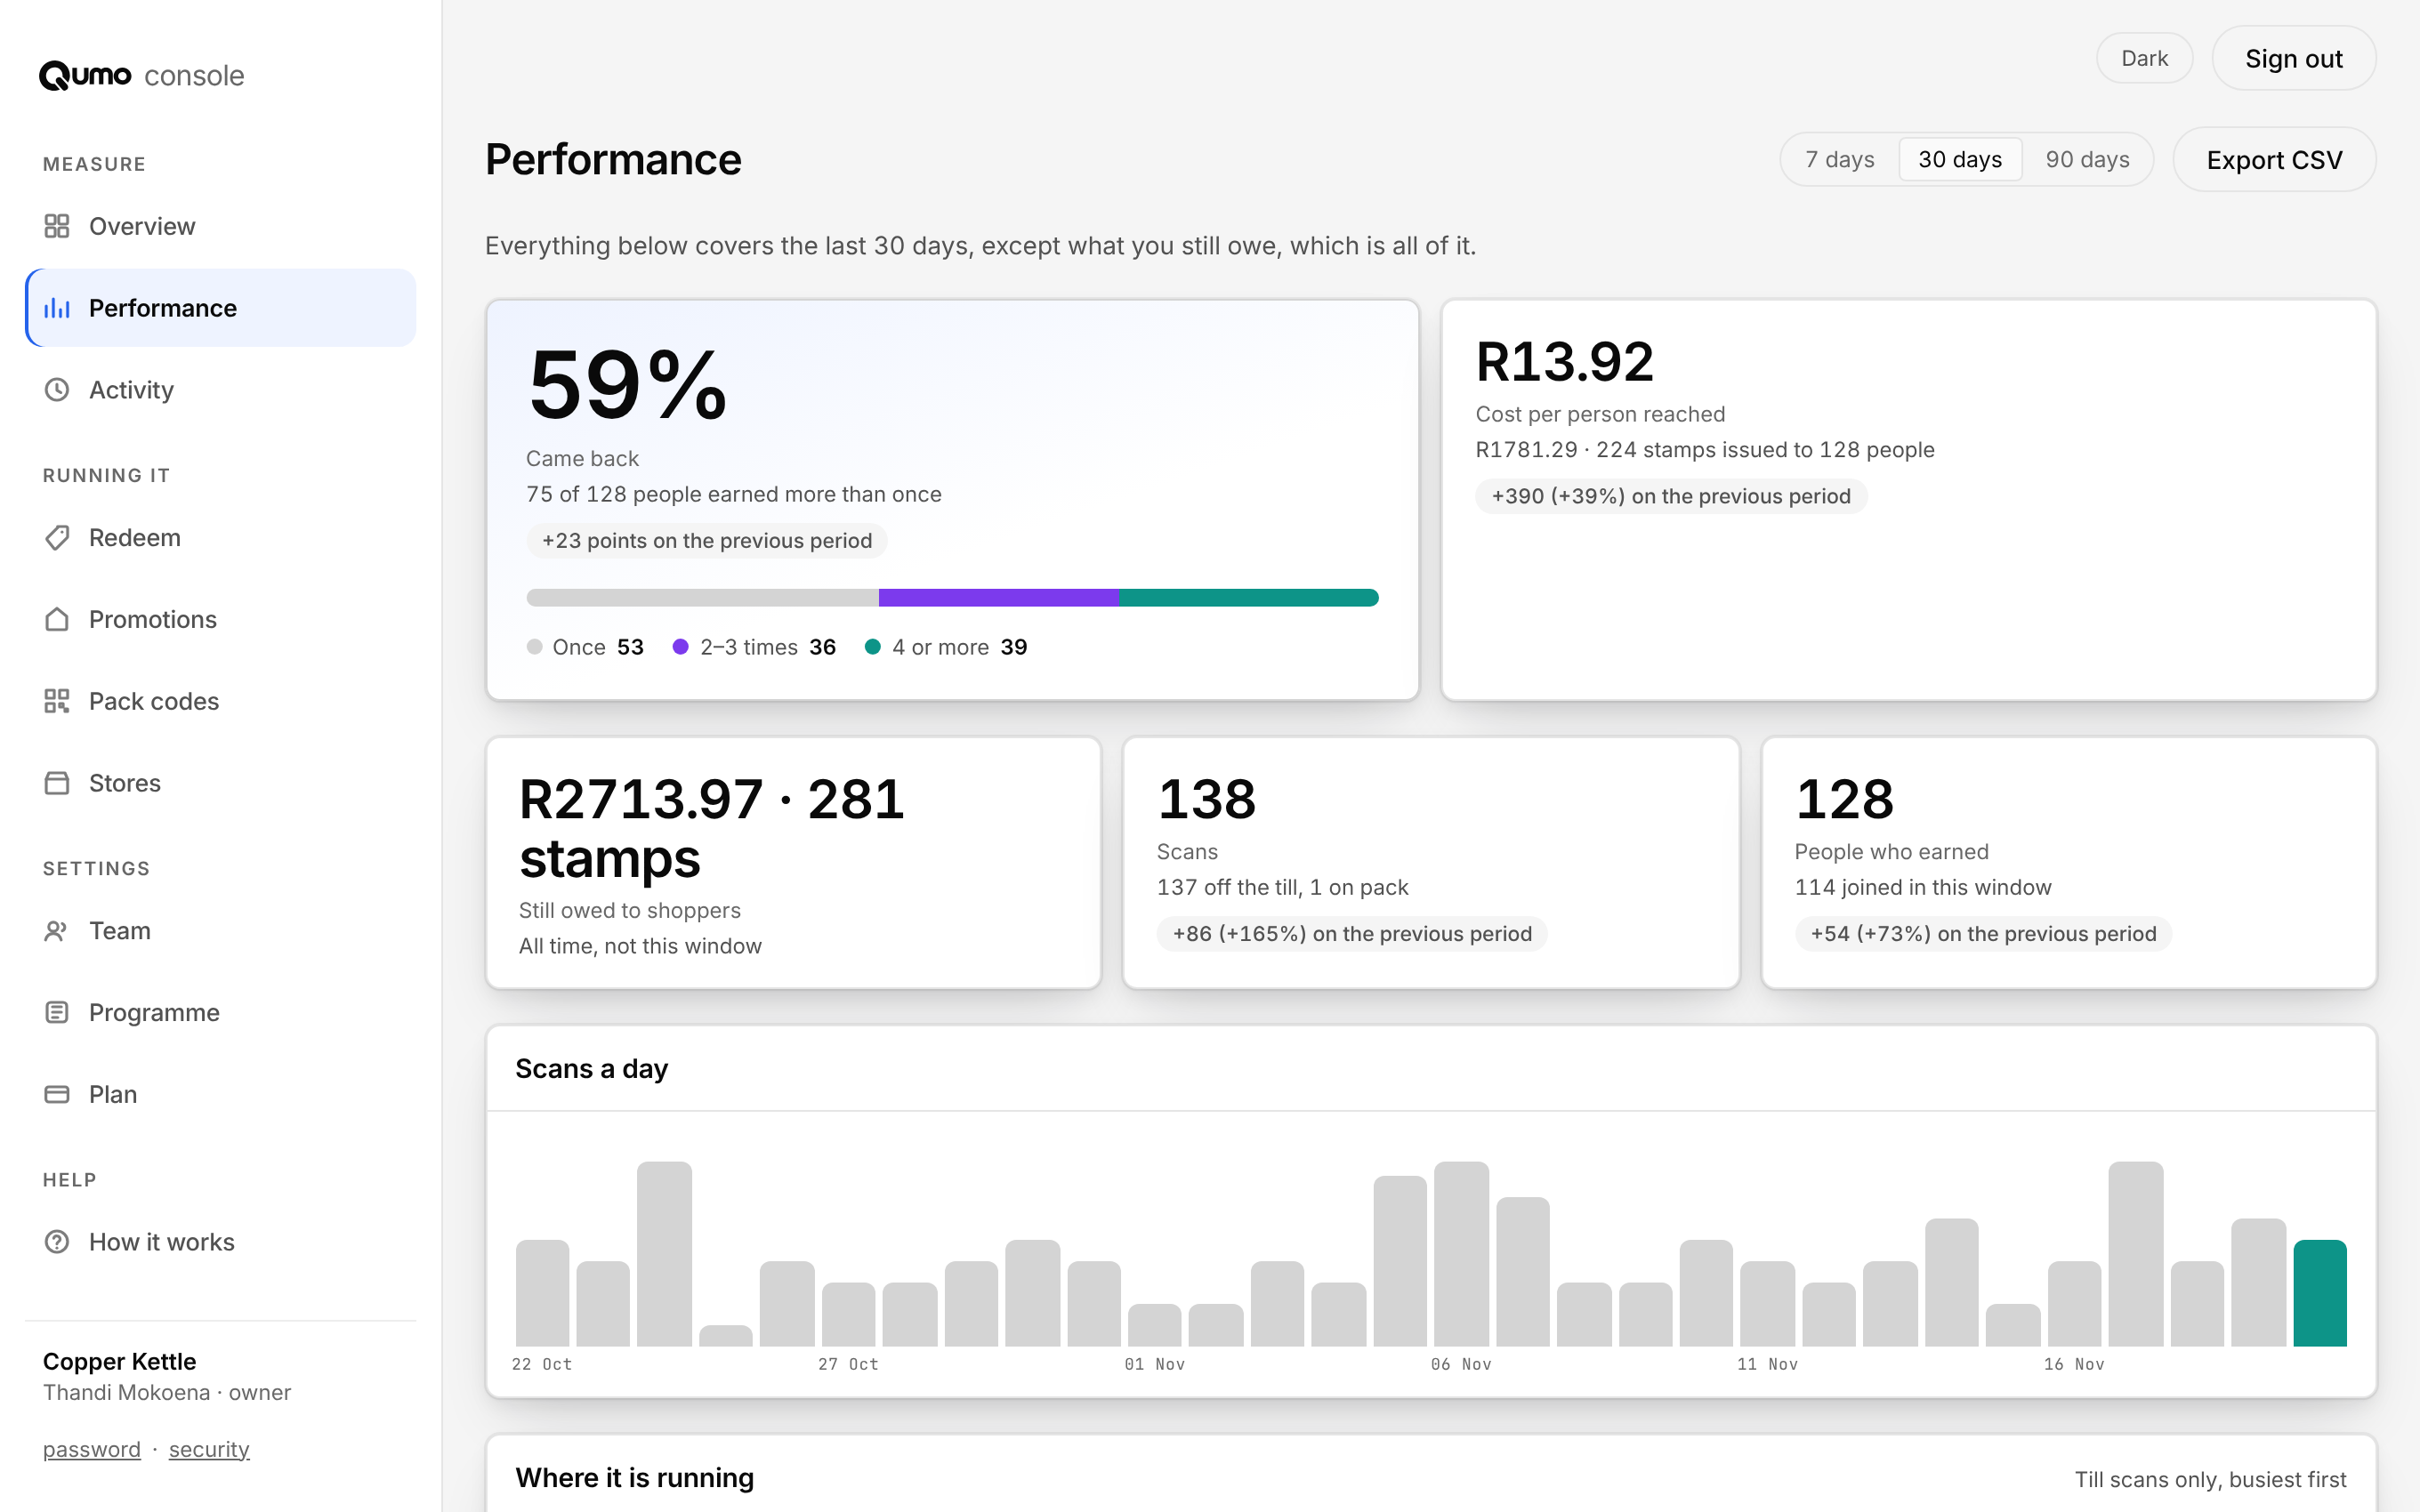 Qumo console
MEASURE
Overview
Performance
Activity
RUNNING IT
Redeem
Promotions
Pack codes
Stores
SETTINGS
Team
Programme
Plan
HELP
How it works
Copper Kettle
Thandi Mokoena · owner
password · security
Dark
Sign out
Performance
7 days
30 days
90 days
Export CSV
Everything below covers the last 30 days, except what you still owe, which is all of it.
59%
Came back
75 of 128 people earned more than once
+23 points on the previous period
Once 53
2–3 times 36
4 or more 39
R13.92
Cost per person reached
R1781.29 · 224 stamps issued to 128 people
+390 (+39%) on the previous period
R2713.97 · 281
stamps
Still owed to shoppers
All time, not this window
138
Scans
137 off the till, 1 on pack
+86 (+165%) on the previous period
128
People who earned
114 joined in this window
+54 (+73%) on the previous period
Scans a day
22 Oct
27 Oct
01 Nov
06 Nov
11 Nov
16 Nov
Where it is running
Till scans only, busiest first